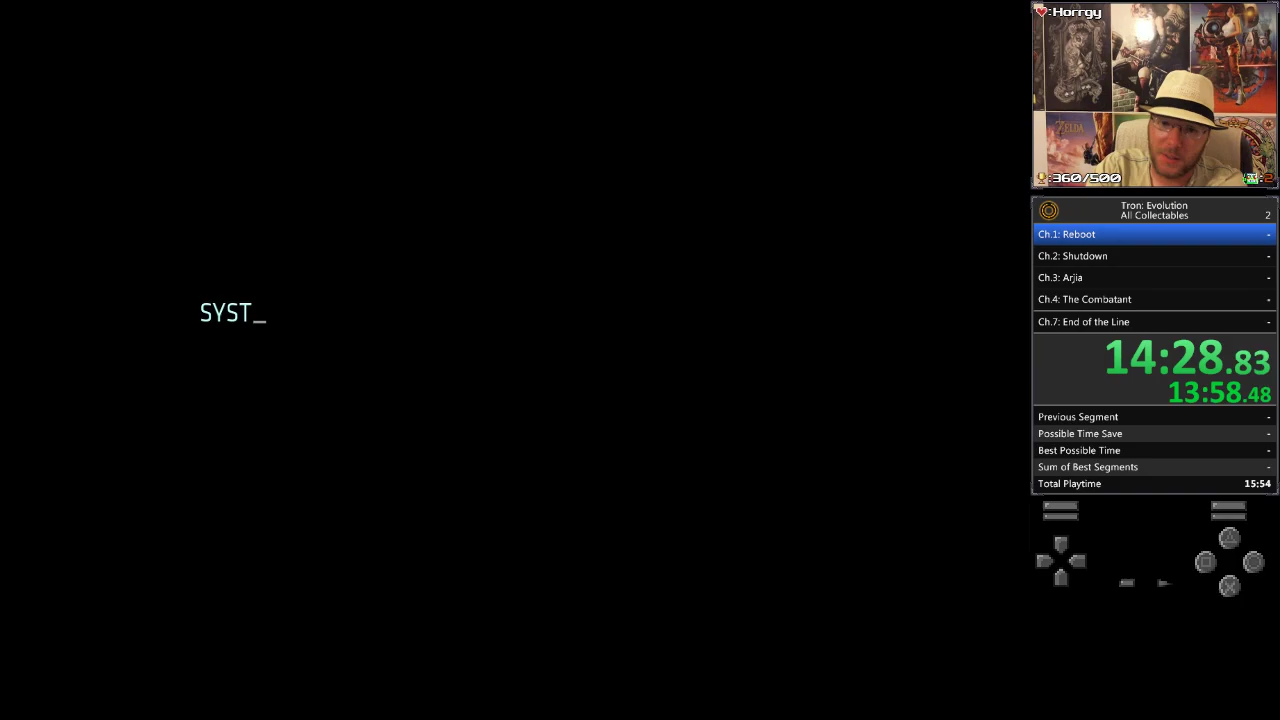 SYST_
:Horrgy
ZELDA
:360/500
:2
Tron: Evolution
All Collectables
2
Ch.1: Reboot -
Ch.2: Shutdown -
Ch.3: Arjia -
Ch.4: The Combatant -
Ch.7: End of the Line -
14:28.83
13:58.48
Previous Segment -
Possible Time Save -
Best Possible Time -
Sum of Best Segments -
Total Playtime 15:54